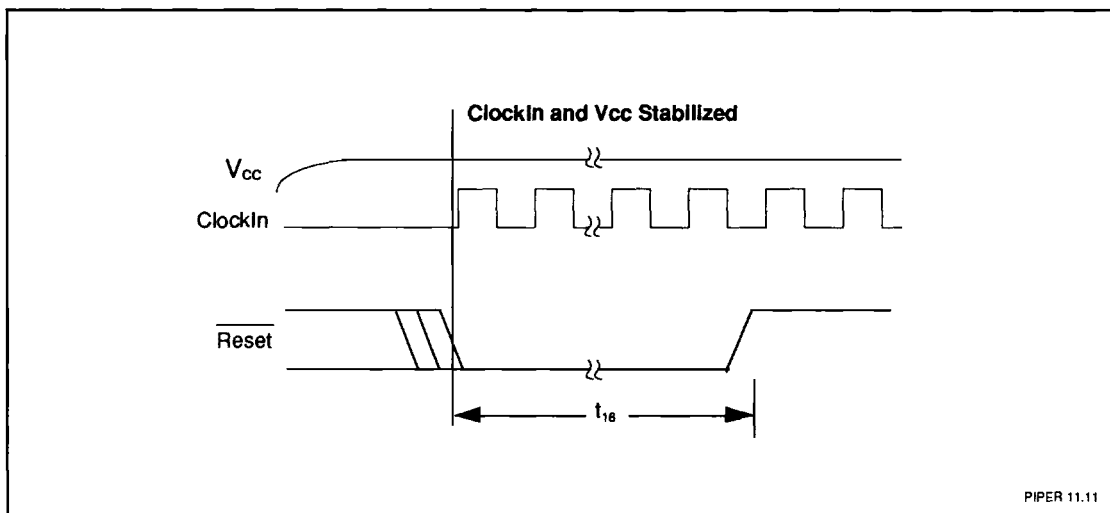 ClockIn and Vcc Stabilized
Vcc
ClockIn
Reset
t16
PIPER 11.11